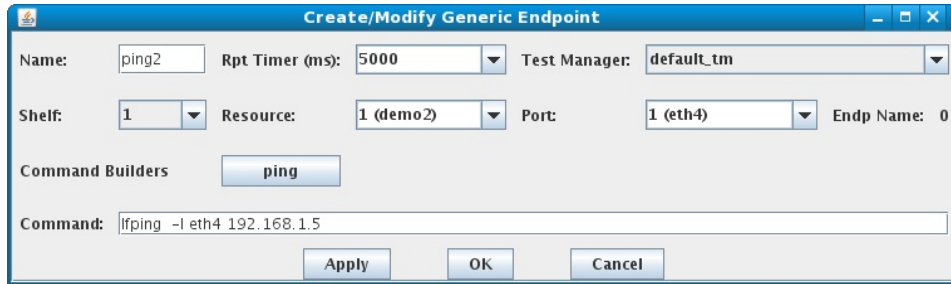 Create/Modify Generic Endpoint
Name: ping2 Rpt Timer (ms): 5000 Test Manager: default_tm
Shelf: 1 Resource: 1 (demo2) Port: 1 (eth4) Endp Name: 0
Command Builders ping
Command: lfping -I eth4 192.168.1.5
Apply OK Cancel